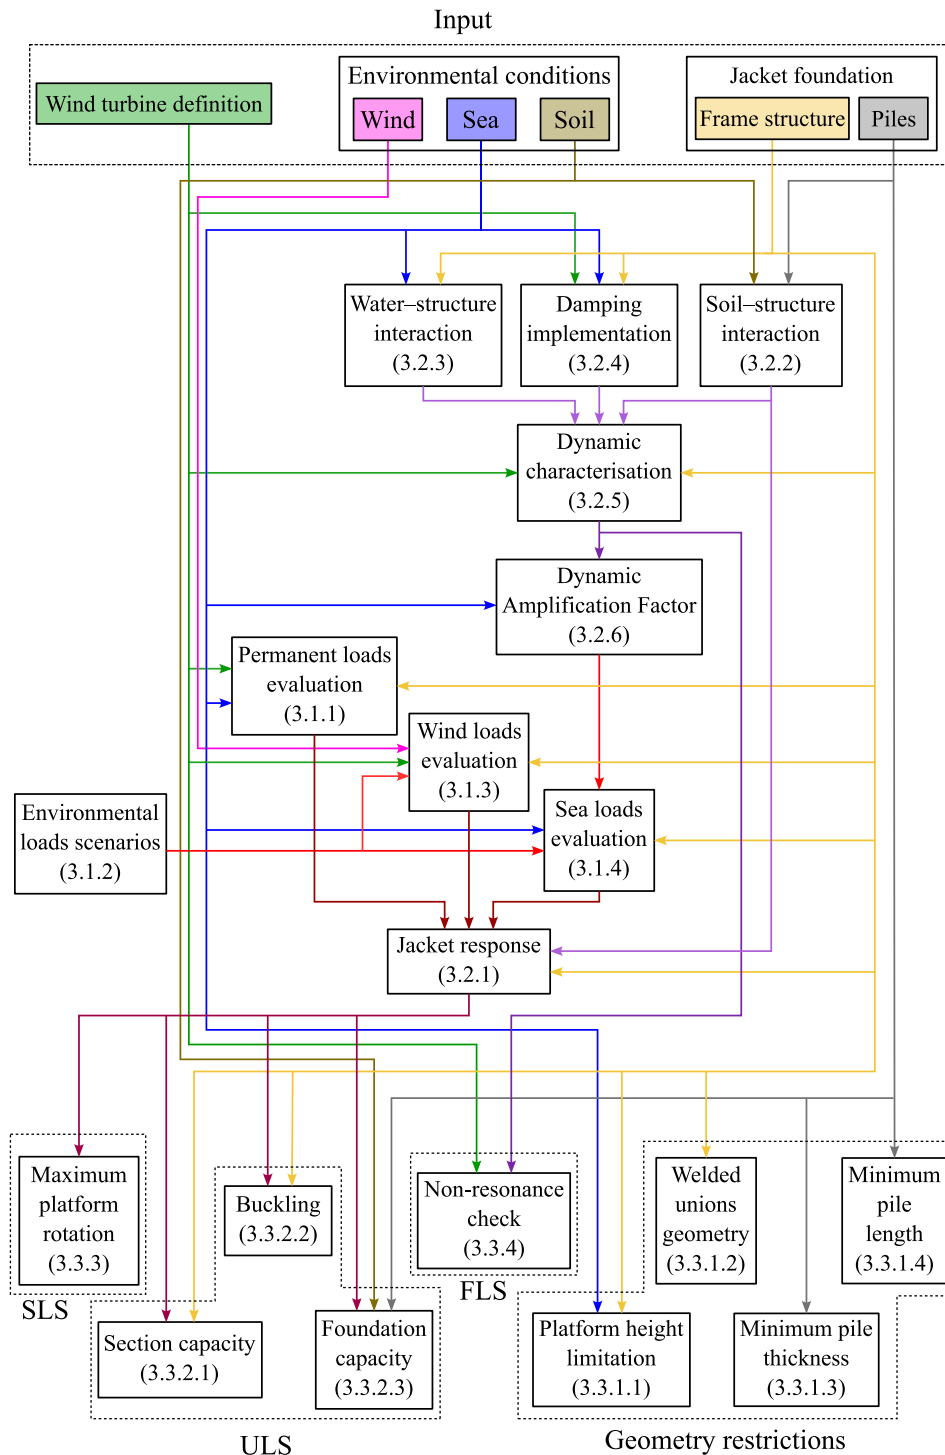 Input
Wind turbine definition
Environmental conditions
Wind
Sea
Soil
Jacket foundation
Frame structure
Piles
Water–structure
interaction
(3.2.3)
Damping
implementation
(3.2.4)
Soil–structure
interaction
(3.2.2)
Dynamic
characterisation
(3.2.5)
Dynamic
Amplification Factor
(3.2.6)
Permanent loads
evaluation
(3.1.1)
Wind loads
evaluation
(3.1.3)
Environmental
loads scenarios
(3.1.2)
Sea loads
evaluation
(3.1.4)
Jacket response
(3.2.1)
Maximum
platform
rotation
(3.3.3)
SLS
Buckling
(3.3.2.2)
Non-resonance
check
(3.3.4)
FLS
Welded
unions
geometry
(3.3.1.2)
Minimum
pile
length
(3.3.1.4)
Section capacity
(3.3.2.1)
Foundation
capacity
(3.3.2.3)
ULS
Platform height
limitation
(3.3.1.1)
Minimum pile
thickness
(3.3.1.3)
Geometry restrictions